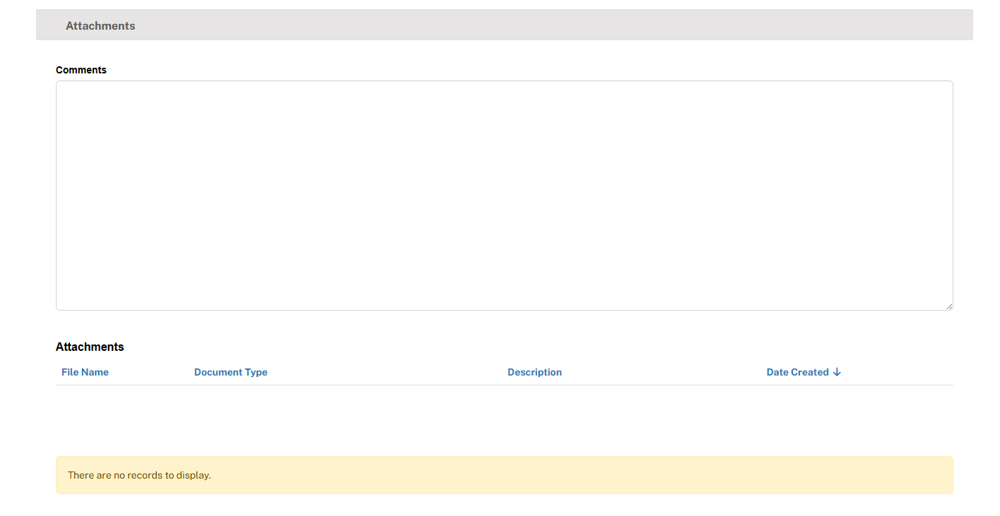 Attachments
Comments
Attachments
File Name Document Type Description Date Created
There are no records to display.